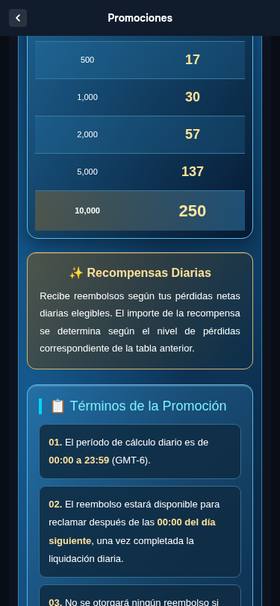 Promociones
500 17
1,000 30
2,000 57
5,000 137
10,000 250
✨ Recompensas Diarias
Recibe reembolsos según tus pérdidas netas
diarias elegibles. El importe de la recompensa
se determina según el nivel de pérdidas
correspondiente de la tabla anterior.
📋 Términos de la Promoción
01. El período de cálculo diario es de
00:00 a 23:59 (GMT-6).
02. El reembolso estará disponible para
reclamar después de las 00:00 del día
siguiente, una vez completada la
liquidación diaria.
03. No se otorgará ningún reembolso si